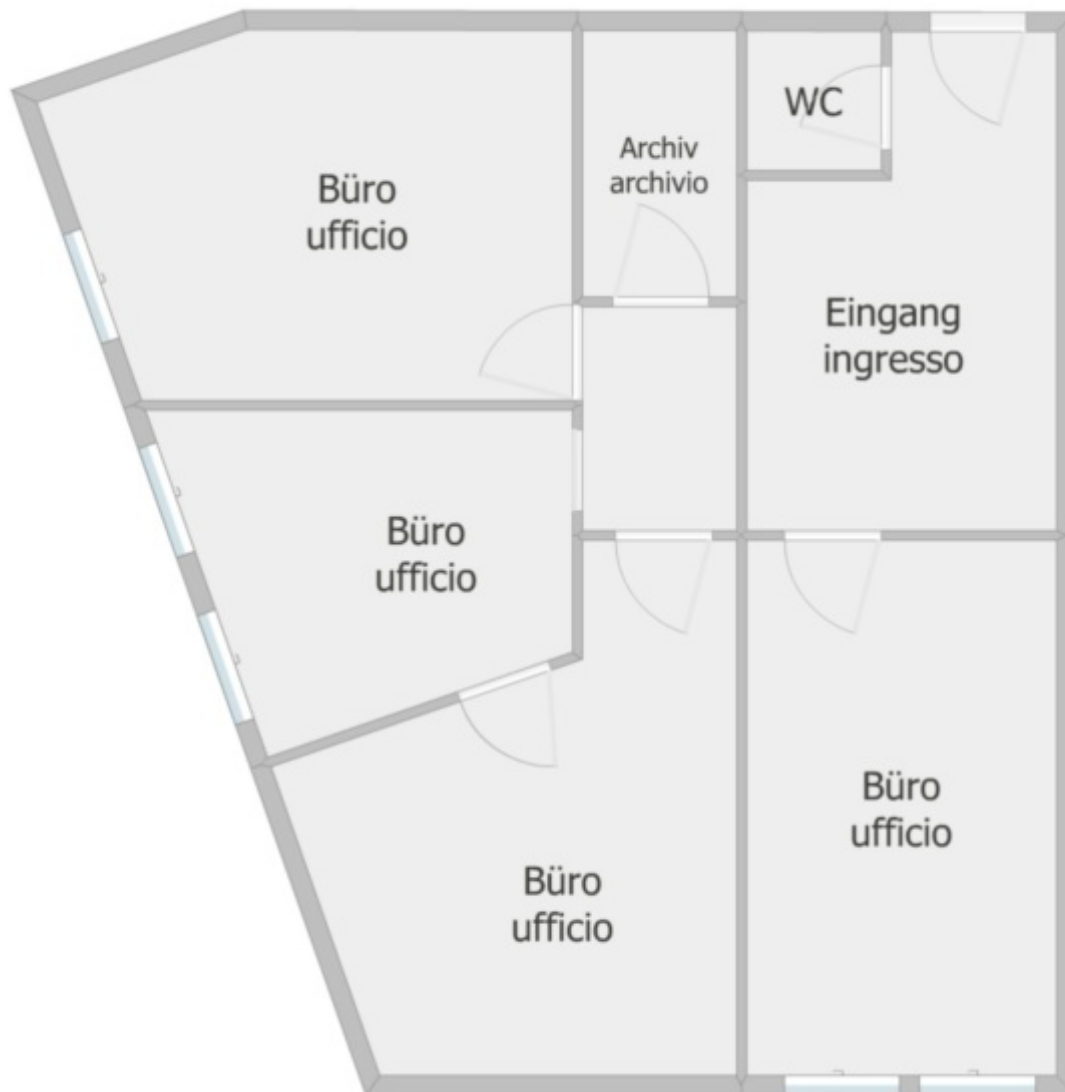 WC
Archiv
archivio
Büro
ufficio
Eingang
ingresso
Büro
ufficio
Büro
ufficio
Büro
ufficio